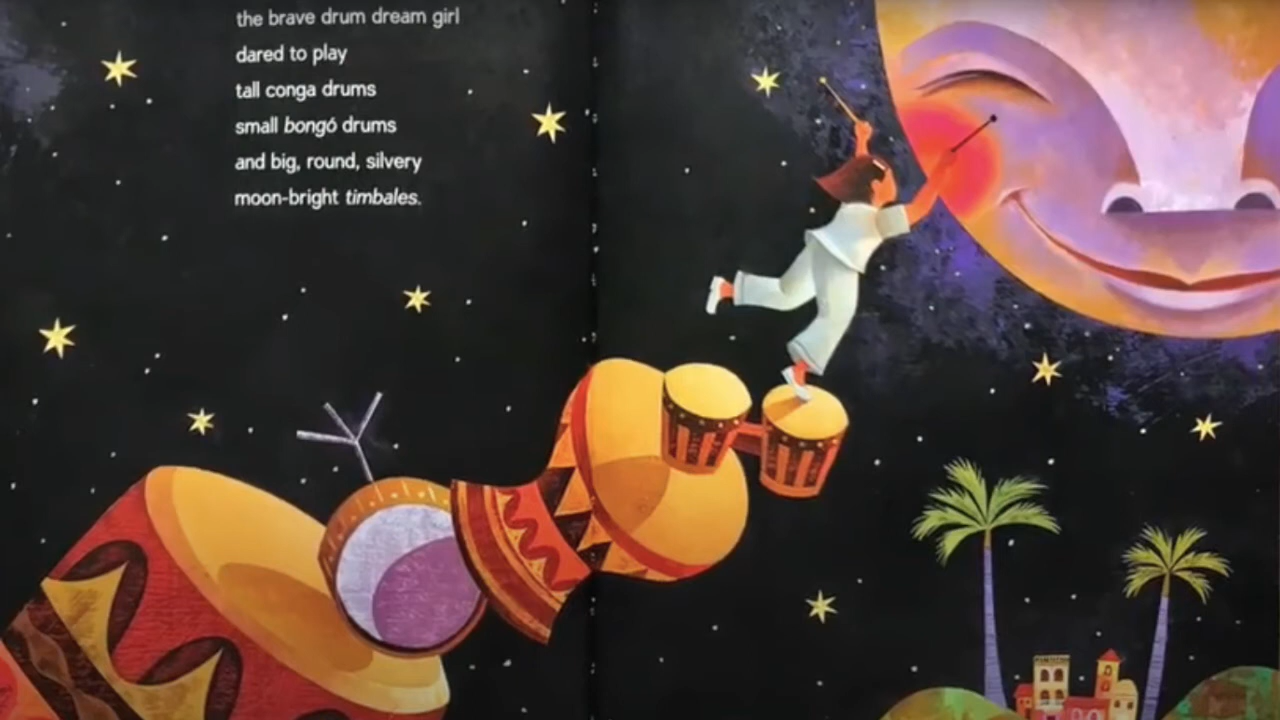 the brave drum dream girl
dared to play
tall conga drums
small bongó drums
and big, round, silvery
moon-bright timbales.